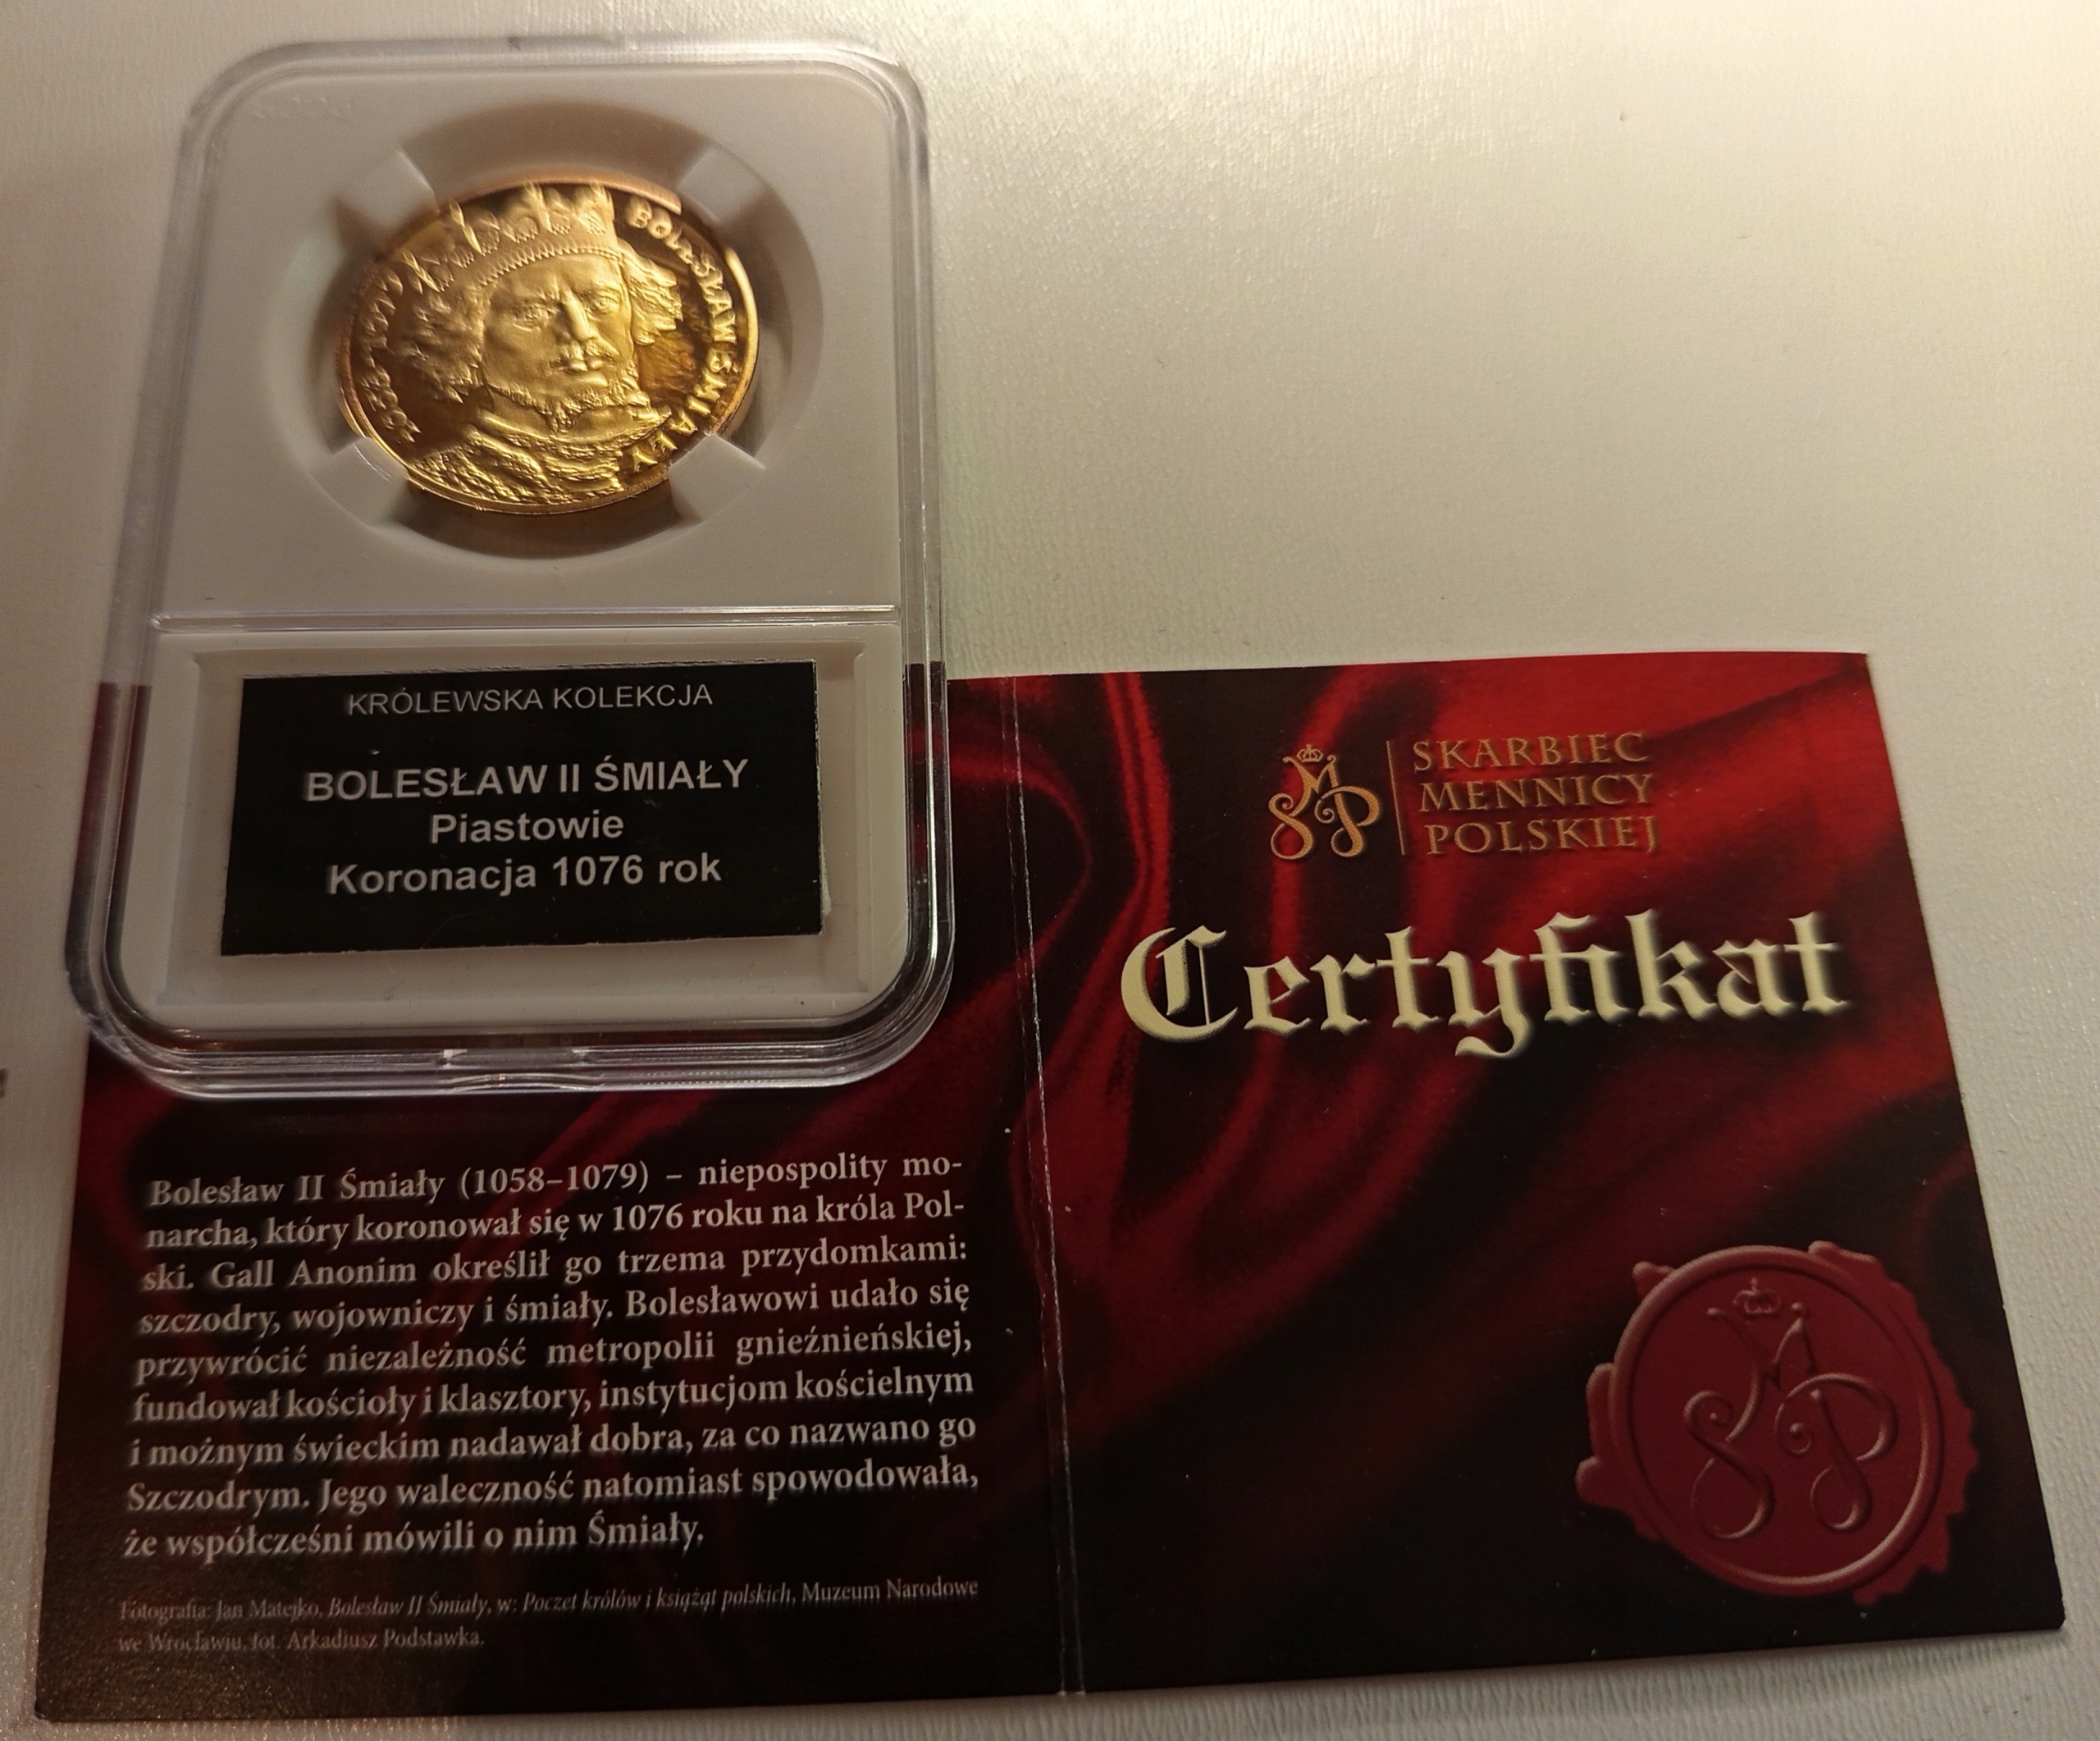 1058-1079
BOLESŁAW ŚMIAŁY
KRÓLEWSKA KOLEKCJA
BOLESŁAW II ŚMIAŁY
Piastowie
Koronacja 1076 rok
Bolesław II Śmiały (1058–1079) – niepospolity mo-
narcha, który koronował się w 1076 roku na króla Pol-
ski. Gall Anonim określił go trzema przydomkami:
szczodry, wojowniczy i śmiały. Bolesławowi udało się
przywrócić niezależność metropolii gnieźnieńskiej,
fundował kościoły i klasztory, instytucjom kościelnym
i możnym świeckim nadawał dobra, za co nazwano go
Szczodrym. Jego waleczność natomiast spowodowała,
że współcześni mówili o nim Śmiały.
Fotografia: Jan Matejko, Bolesław II Śmiały, w: Poczet królów i książąt polskich, Muzeum Narodowe
we Wrocławiu, fot. Arkadiusz Podstawka.
SMP
SKARBIEC
MENNICY
POLSKIEJ
Certyfikat
SMP